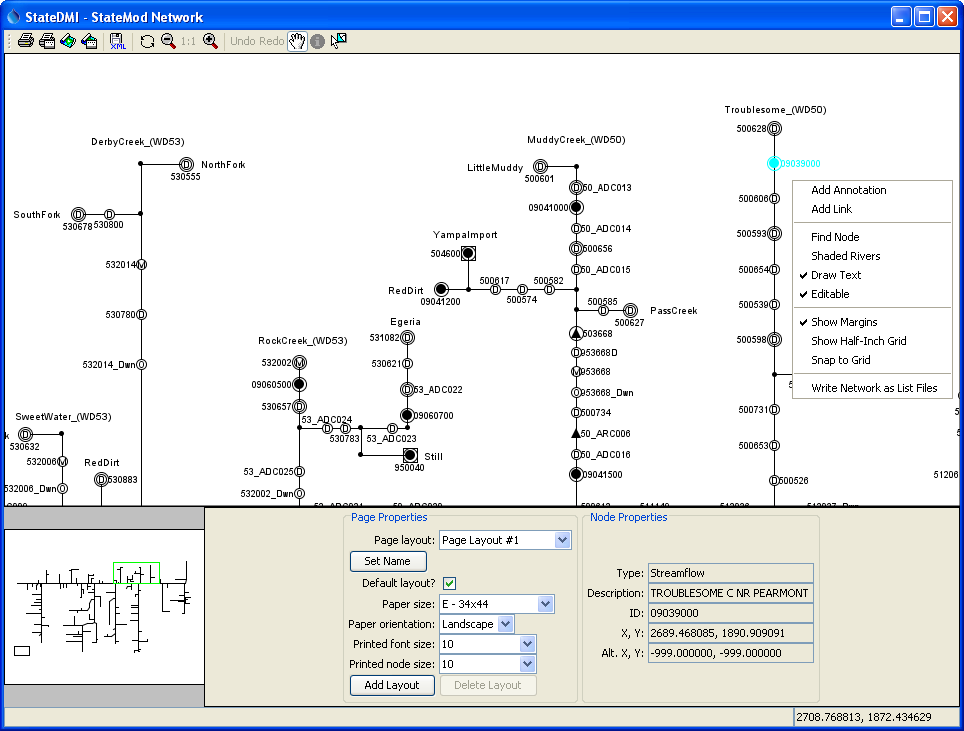 StateDMI - StateMod Network
XML 1:1 Undo Redo
Troublesome_(WD50)
500628 D
DerbyCreek_(WD53)
MuddyCreek_(WD50)
D NorthFork
530555
LittleMuddy D
500601
09039000
D 50_ADC013
Add Annotation
500606 D
Add Link
09041000
SouthFork D D
530678 530800
D 50_ADC014
500593 D
Find Node
YampaImport
504600
D 500656
Shaded Rivers
532014 M
D 50_ADC015
500654 D
✔ Draw Text
RedDirt
09041200
500617 D
D 500574
500582 D
✔ Editable
500585 D
D 500627
PassCreek
500539 D
530780 D
Egeria
✔ Show Margins
531082 D
503668
500598 D
Show Half-Inch Grid
RockCreek_(WD53)
D 953668D
Snap to Grid
532002 M
532014_Dwn O
530621 D
M 953668
09060500
D 53_ADC022
O 953668_Dwn
Write Network as List Files
530657 D
09060700
D 500734
500731 D
SweetWater_(WD53)
53_ADC024
D D
530783
D
53_ADC023
50_ARC006
k D
530632
532006 M
RedDirt
Still
950040
D 50_ADC016
500653 D
53_ADC025 D
09041500
51206
D 530883
D 500526
532006_Dwn O
532002_Dwn O
Page Properties
Node Properties
Page layout: Page Layout #1
Set Name
Default layout?
Type: Streamflow
Description: TROUBLESOME C NR PEARMONT
Paper size: E - 34x44
ID: 09039000
Paper orientation: Landscape
X, Y: 2689.468085, 1890.909091
Printed font size: 10
Alt. X, Y: -999.000000, -999.000000
Printed node size: 10
Add Layout Delete Layout
2708.768813, 1872.434629